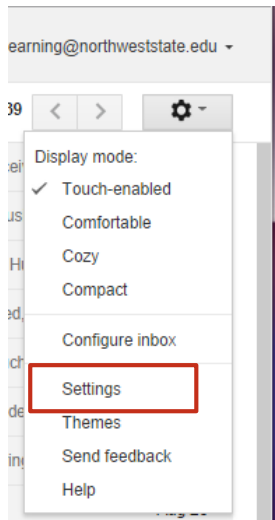 earning@northweststate.edu
39
Display mode:
✓ Touch-enabled
Comfortable
Cozy
Compact
Configure inbox
Settings
Themes
Send feedback
Help